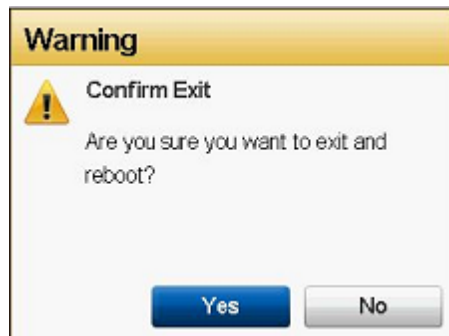 Warning
Confirm Exit
Are you sure you want to exit and
reboot?
Yes
No